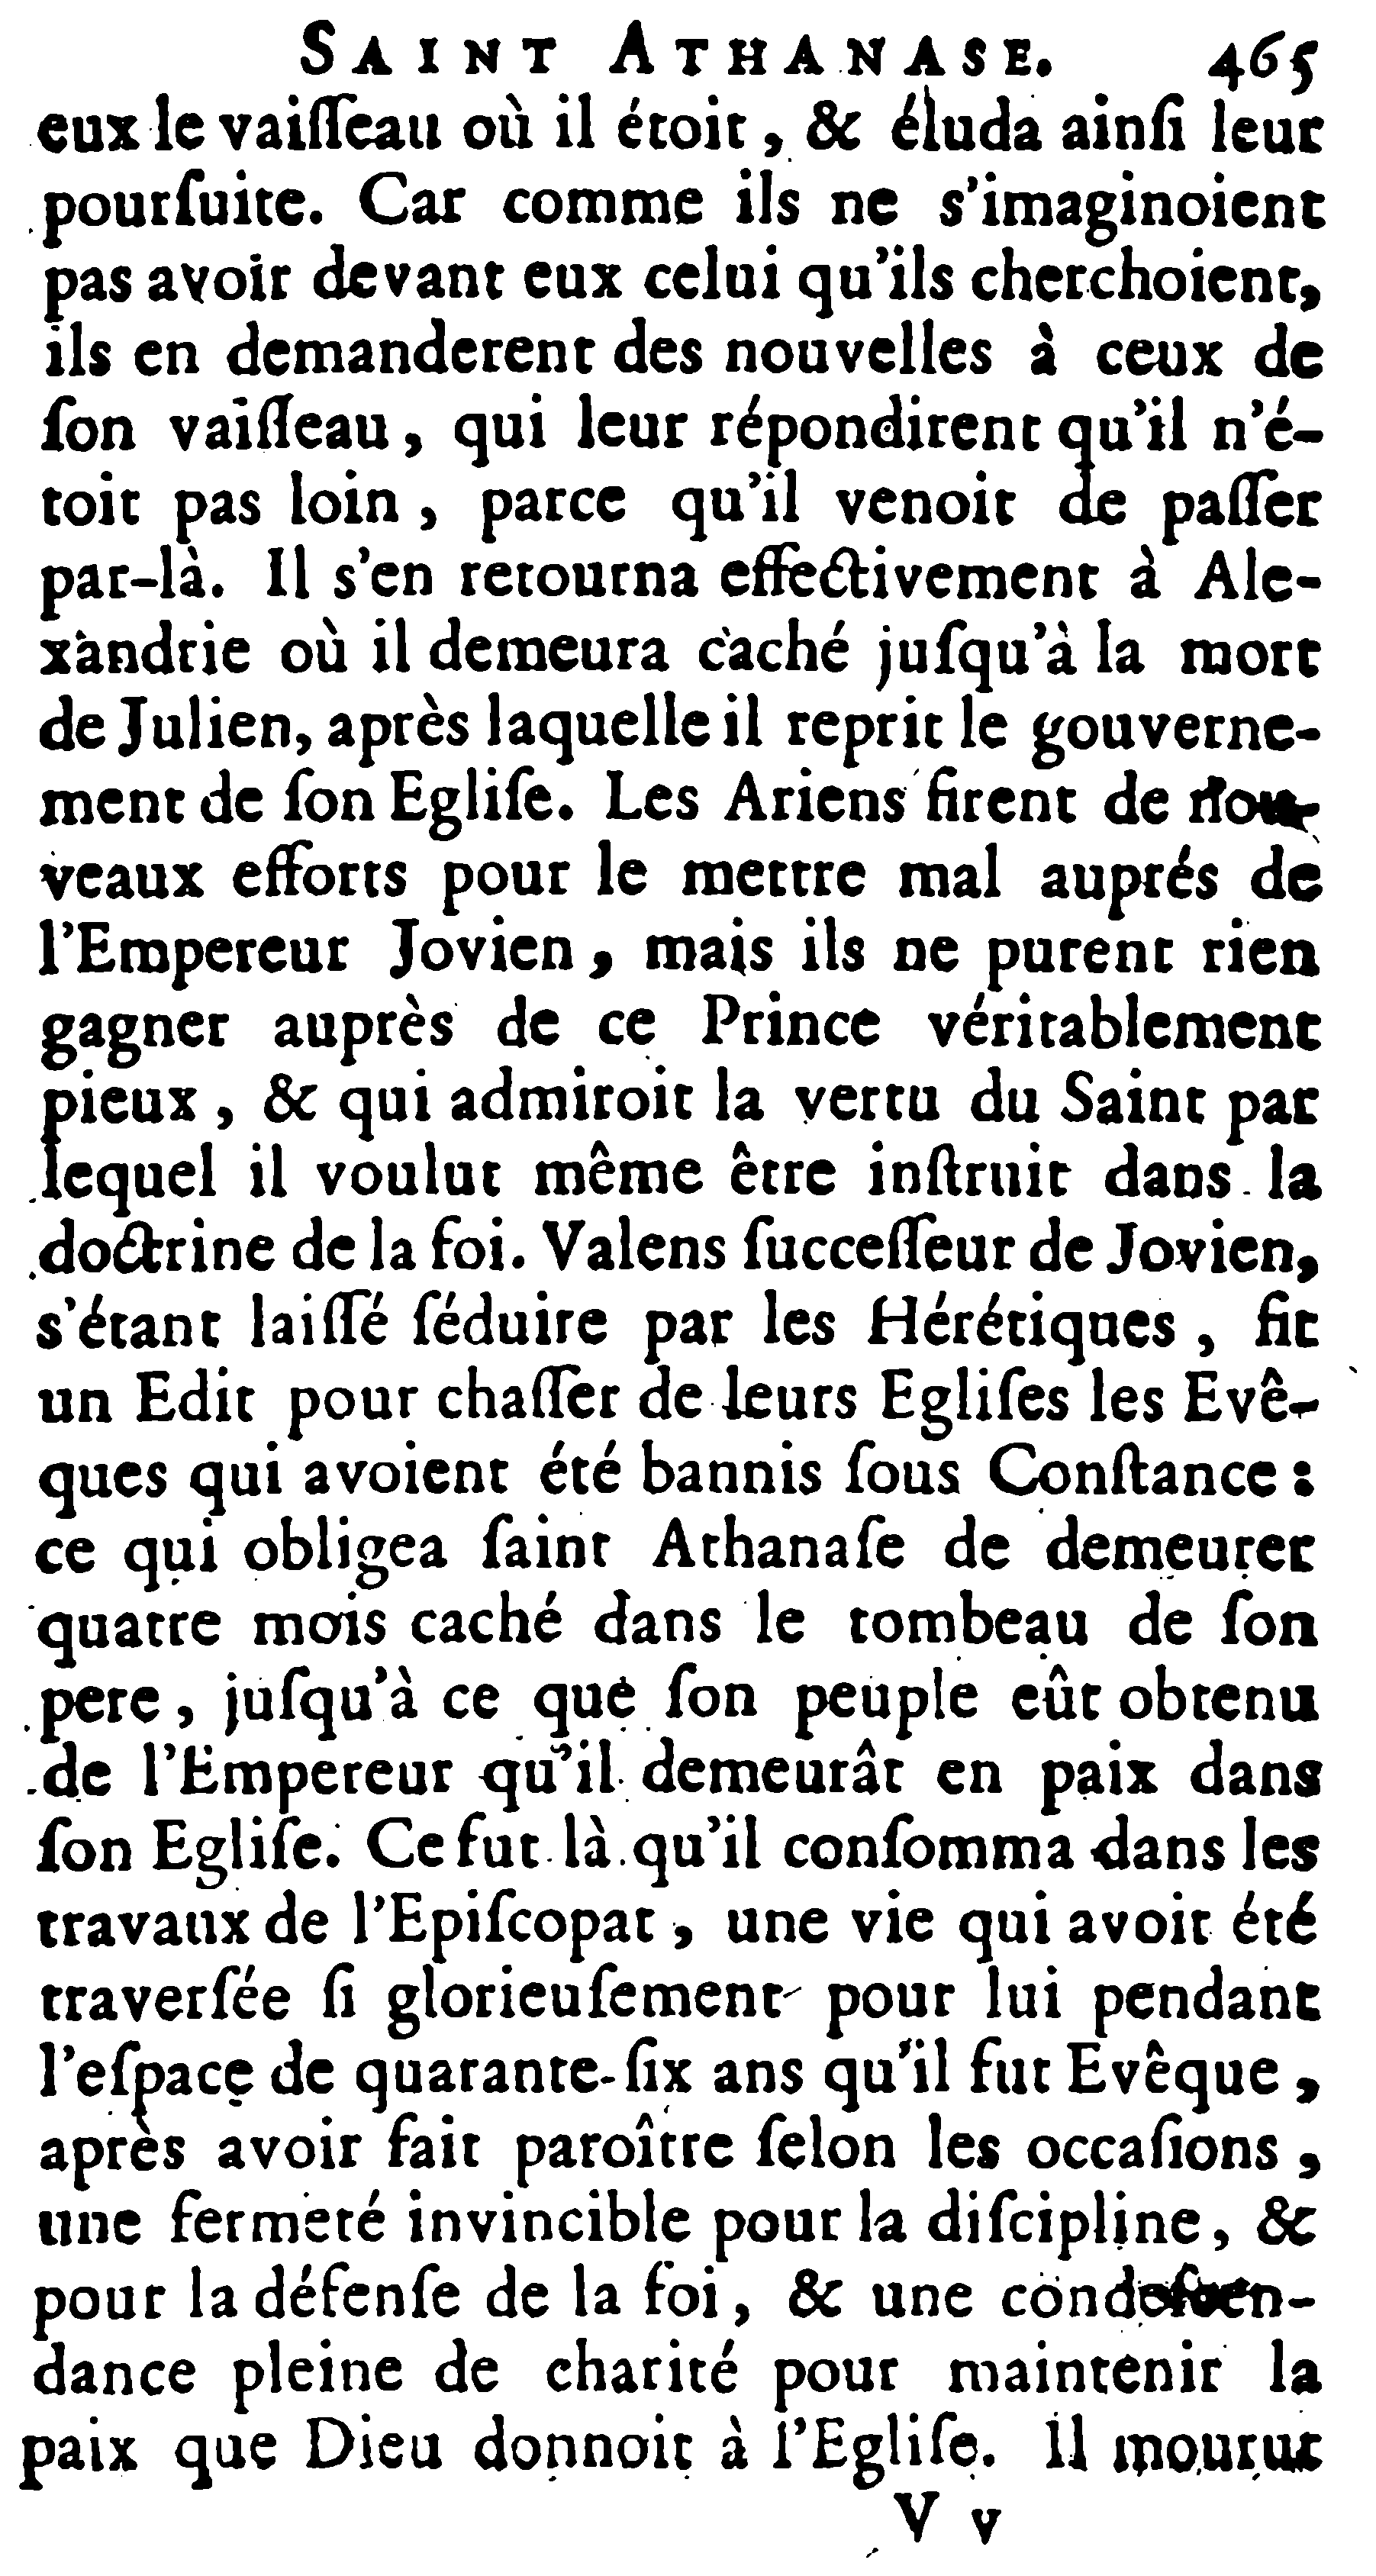 SAINT ATHANASE. 465
eux le vaiſſeau où il étoit, & éluda ainſi leur
pourſuite. Car comme ils ne s'imaginoient
pas avoir devant eux celui qu'ils cherchoient,
ils en demanderent des nouvelles à ceux de
ſon vaiſſeau, qui leur répondirent qu'il n'é-
toit pas loin, parce qu'il venoit de paſſer
par-là. Il s'en retourna effectivement à Ale-
xandrie où il demeura caché juſqu'à la mort
de Julien, après laquelle il reprit le gouverne-
ment de ſon Egliſe. Les Ariens firent de nou-
veaux efforts pour le mettre mal auprés de
l'Empereur Jovien, mais ils ne purent rien
gagner auprès de ce Prince véritablement
pieux, & qui admiroit la vertu du Saint par
lequel il voulut même être inſtruit dans la
doctrine de la foi. Valens ſucceſſeur de Jovien,
s'étant laiſſé ſéduire par les Hérétiques, fit
un Edit pour chaſſer de leurs Egliſes les Evê-
ques qui avoient été bannis ſous Conſtance:
ce qui obligea ſaint Athanaſe de demeurer
quatre mois caché dans le tombeau de ſon
pere, juſqu'à ce que ſon peuple eût obtenu
de l'Empereur qu'il demeurât en paix dans
ſon Egliſe. Ce fut là qu'il conſomma dans les
travaux de l'Epiſcopat, une vie qui avoit été
traverſée ſi glorieuſement pour lui pendant
l'eſpace de quarante-ſix ans qu'il fut Evêque,
après avoir fait paroître ſelon les occaſions,
une fermeté invincible pour la diſcipline, &
pour la défenſe de la foi, & une condeſcen-
dance pleine de charité pour maintenir la
paix que Dieu donnoit à l'Egliſe. Il mourut
V v